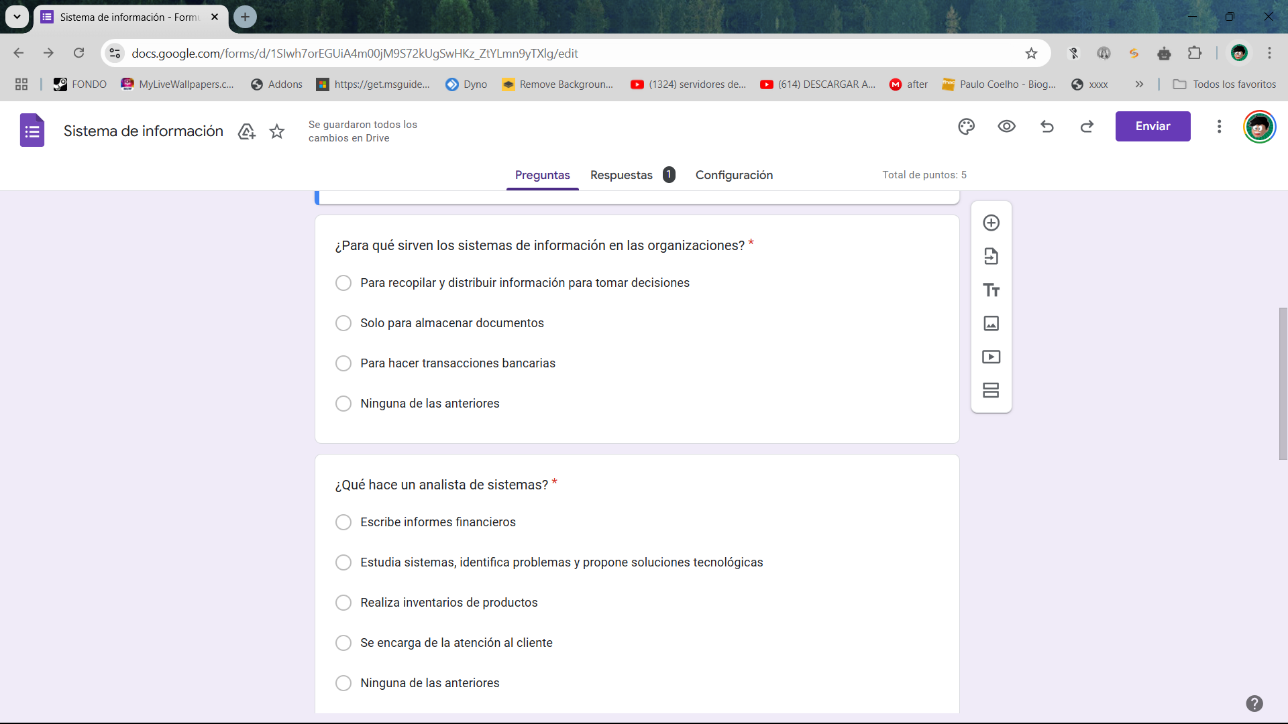 Sistema de información - Formu
docs.google.com/forms/d/1SIwh7orEGUiA4m00jM9S72kUgSwHKz_ZtYLmn9yTXlg/edit
FONDO MyLiveWallpapers.c... Addons https://get.msguide... Dyno Remove Backgroun... (1324) servidores de... (614) DESCARGAR A... after Paulo Coelho - Biog... xxxx » Todos los favoritos
Sistema de información
Se guardaron todos los
cambios en Drive
Enviar
Preguntas Respuestas 1 Configuración Total de puntos: 5
¿Para qué sirven los sistemas de información en las organizaciones? *
Para recopilar y distribuir información para tomar decisiones
Solo para almacenar documentos
Para hacer transacciones bancarias
Ninguna de las anteriores
¿Qué hace un analista de sistemas? *
Escribe informes financieros
Estudia sistemas, identifica problemas y propone soluciones tecnológicas
Realiza inventarios de productos
Se encarga de la atención al cliente
Ninguna de las anteriores